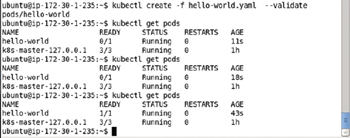 ubuntu@ip-172-30-1-235:~$ kubectl create -f hello-world.yaml --validate
pods/hello-world
ubuntu@ip-172-30-1-235:~$ kubectl get pods
NAME READY STATUS RESTARTS AGE
hello-world 0/1 Running 0 11s
k8s-master-127.0.0.1 3/3 Running 0 1h
ubuntu@ip-172-30-1-235:~$ kubectl get pods
NAME READY STATUS RESTARTS AGE
hello-world 0/1 Running 0 18s
k8s-master-127.0.0.1 3/3 Running 0 1h
ubuntu@ip-172-30-1-235:~$ kubectl get pods
NAME READY STATUS RESTARTS AGE
hello-world 1/1 Running 0 43s
k8s-master-127.0.0.1 3/3 Running 0 1h
ubuntu@ip-172-30-1-235:~$